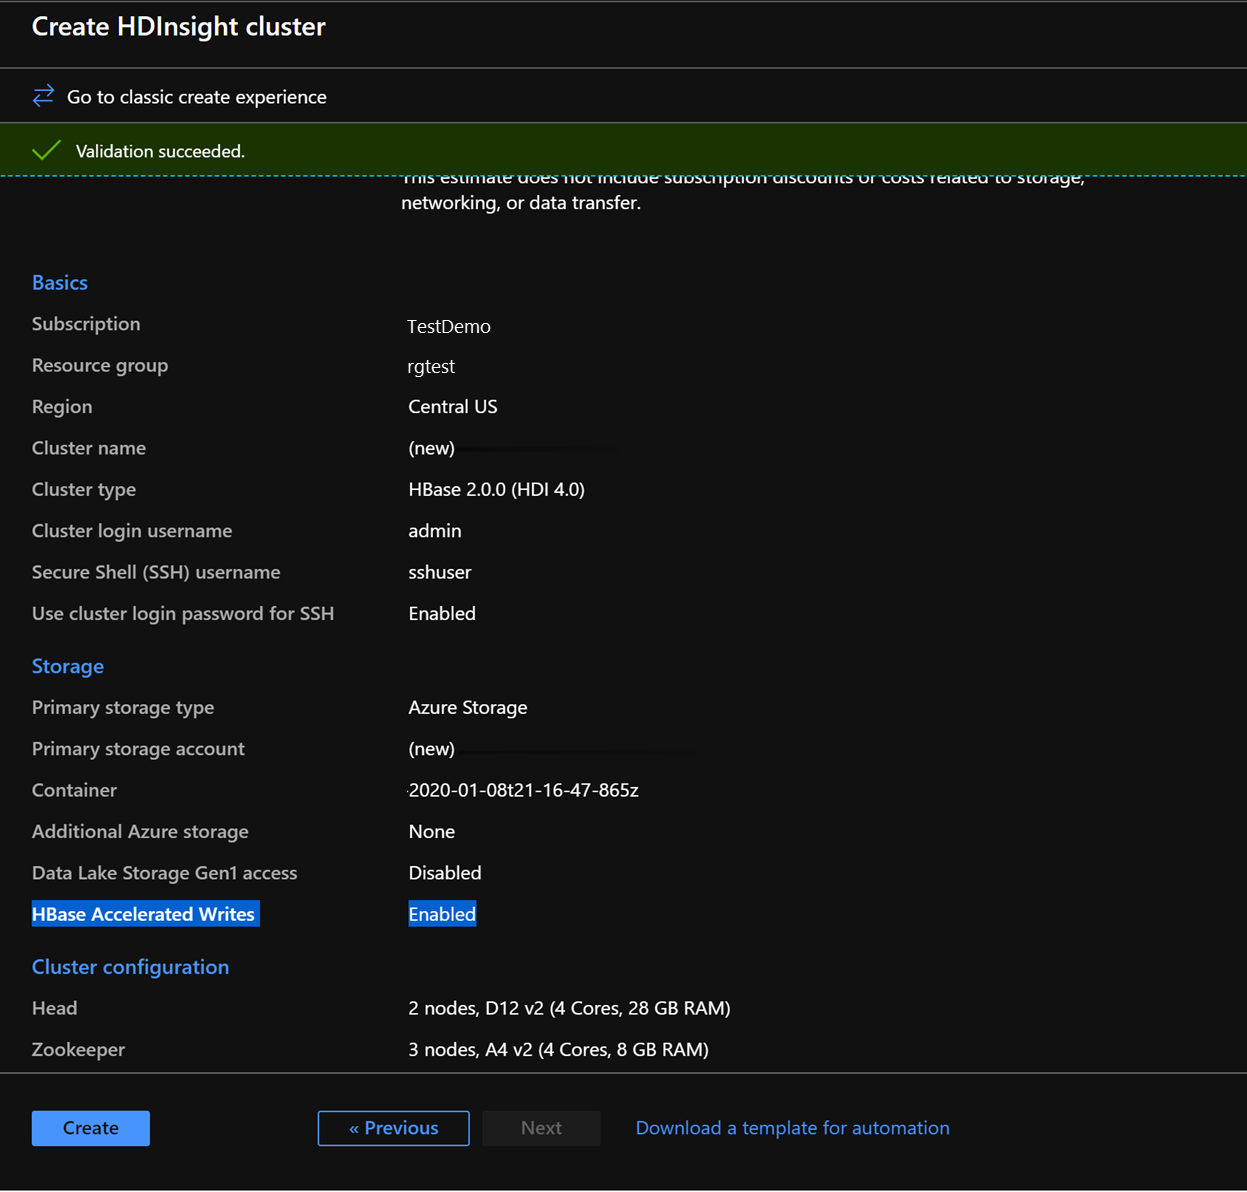 Create HDInsight cluster
Go to classic create experience
Validation succeeded.
This estimate does not include subscription discounts or costs related to storage,
networking, or data transfer.
Basics
Subscription TestDemo
Resource group rgtest
Region Central US
Cluster name (new)
Cluster type HBase 2.0.0 (HDI 4.0)
Cluster login username admin
Secure Shell (SSH) username sshuser
Use cluster login password for SSH Enabled
Storage
Primary storage type Azure Storage
Primary storage account (new)
Container -2020-01-08t21-16-47-865z
Additional Azure storage None
Data Lake Storage Gen1 access Disabled
HBase Accelerated Writes Enabled
Cluster configuration
Head 2 nodes, D12 v2 (4 Cores, 28 GB RAM)
Zookeeper 3 nodes, A4 v2 (4 Cores, 8 GB RAM)
Create « Previous Next Download a template for automation